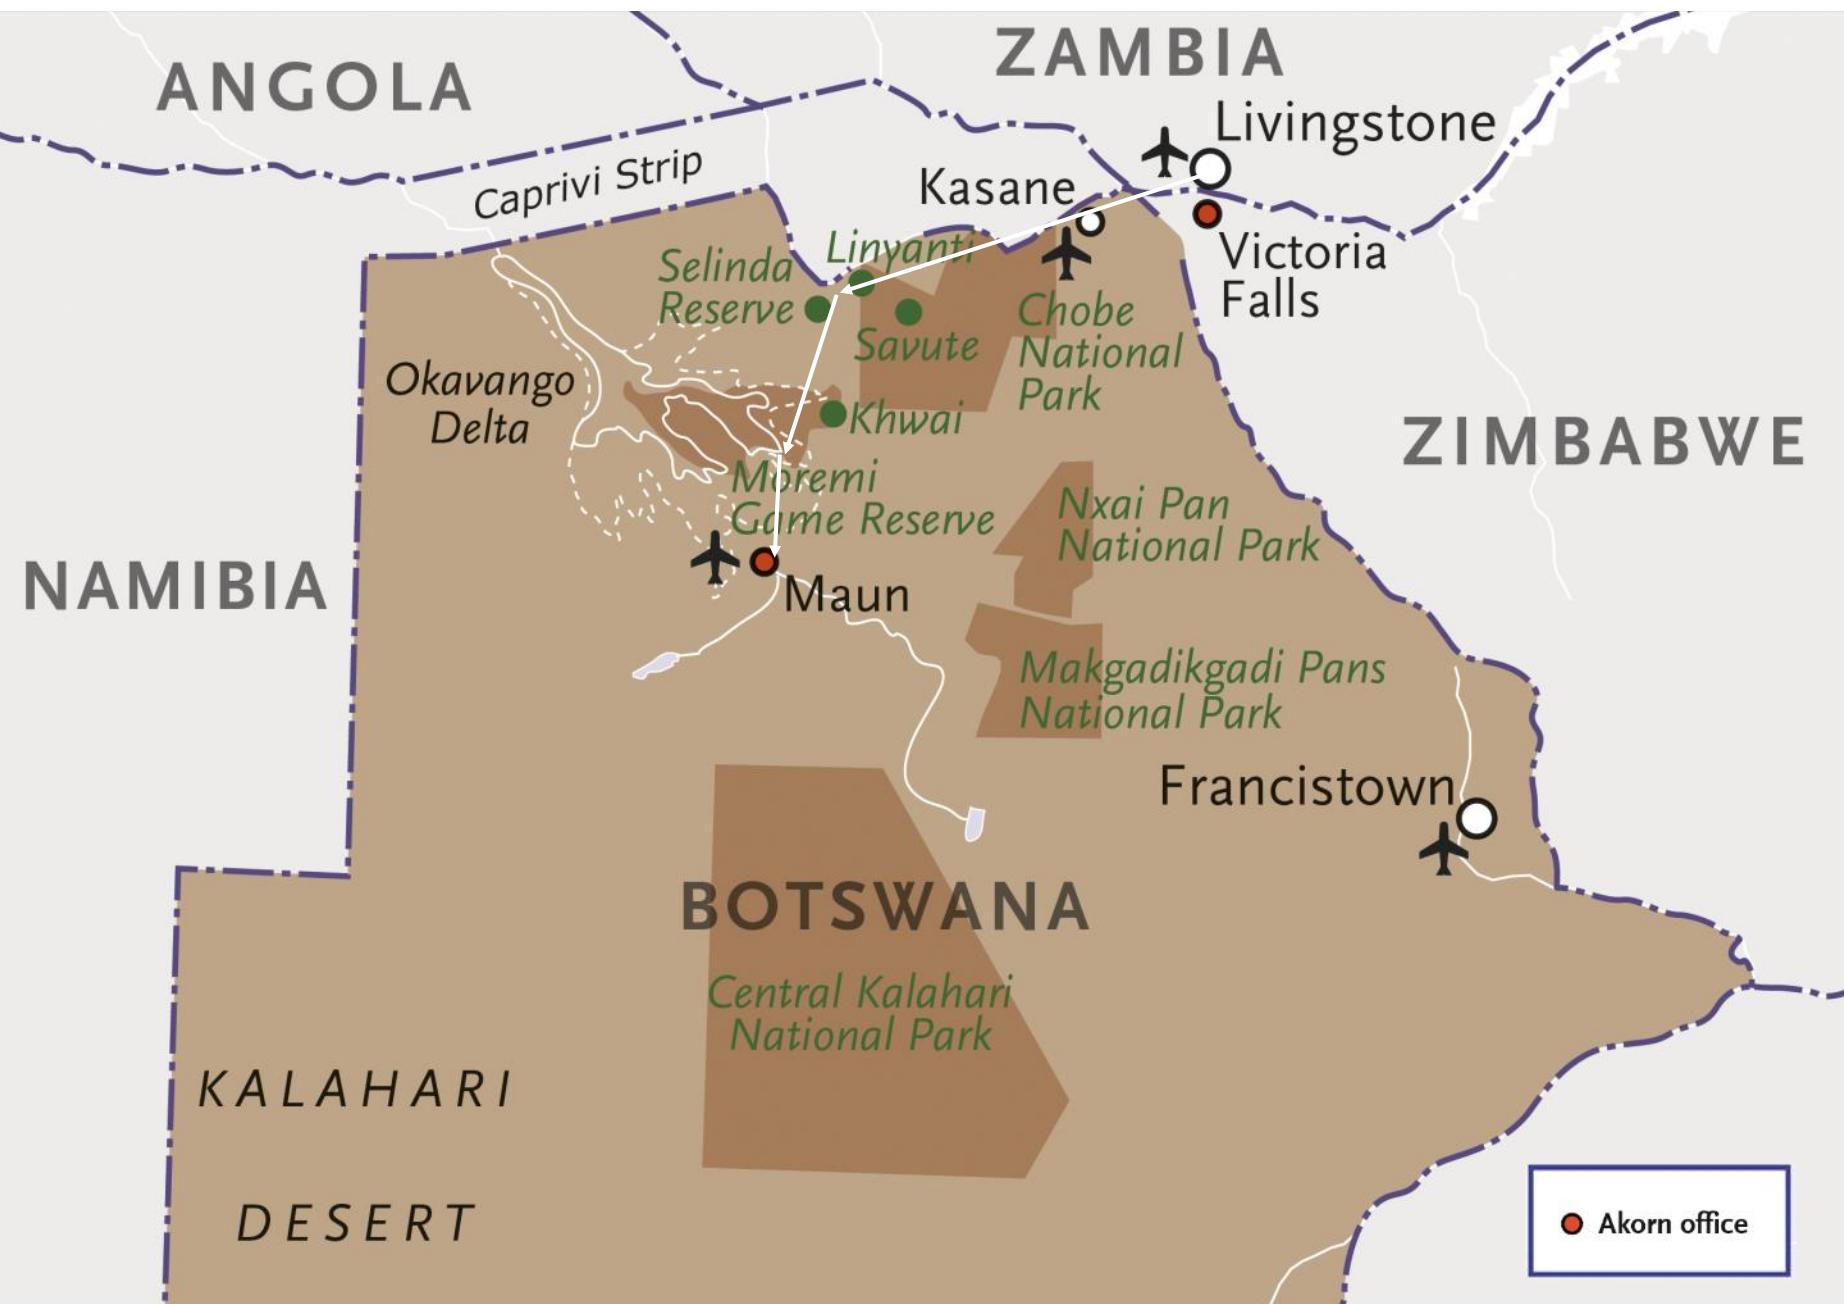 ANGOLA
ZAMBIA
Livingstone
Caprivi Strip
Kasane
Victoria
Falls
Selinda
Reserve
Linyanti
Savute
Chobe
National
Park
Okavango
Delta
Khwai
ZIMBABWE
Moremi
Game Reserve
Nxai Pan
National Park
NAMIBIA
Maun
Makgadikgadi Pans
National Park
Francistown
BOTSWANA
Central Kalahari
National Park
KALAHARI
DESERT
Akorn office